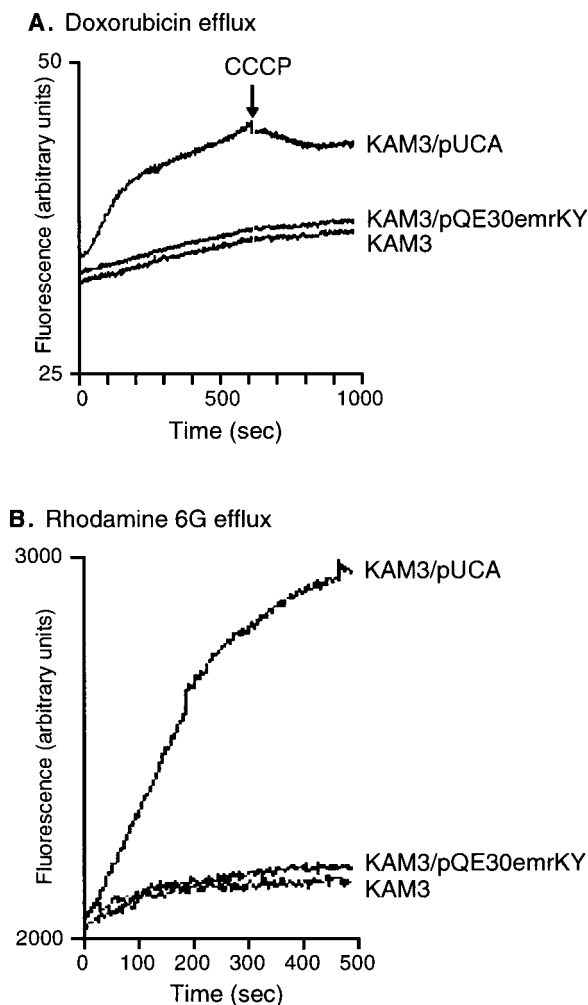 A. Doxorubicin efflux
50
CCCP
KAM3/pUCA
KAM3/pQE30emrKY
KAM3
Fluorescence (arbitrary units)
25
0 500 1000
Time (sec)
B. Rhodamine 6G efflux
3000
KAM3/pUCA
Fluorescence (arbitrary units)
KAM3/pQE30emrKY
KAM3
2000
0 100 200 300 400 500
Time (sec)